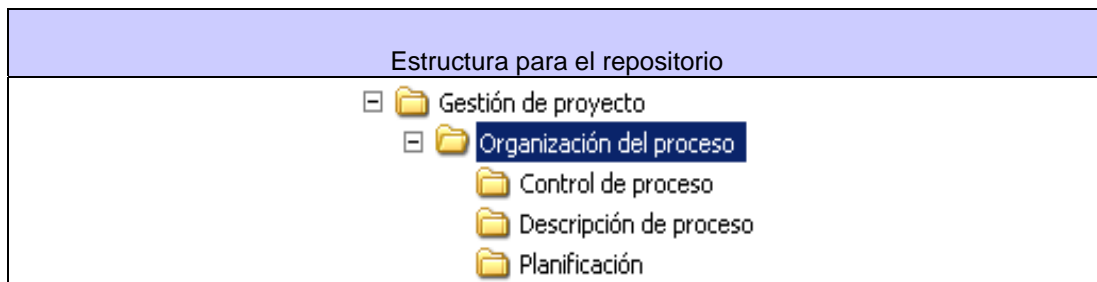 Estructura para el repositorio
Gestión de proyecto
Organización del proceso
Control de proceso
Descripción de proceso
Planificación